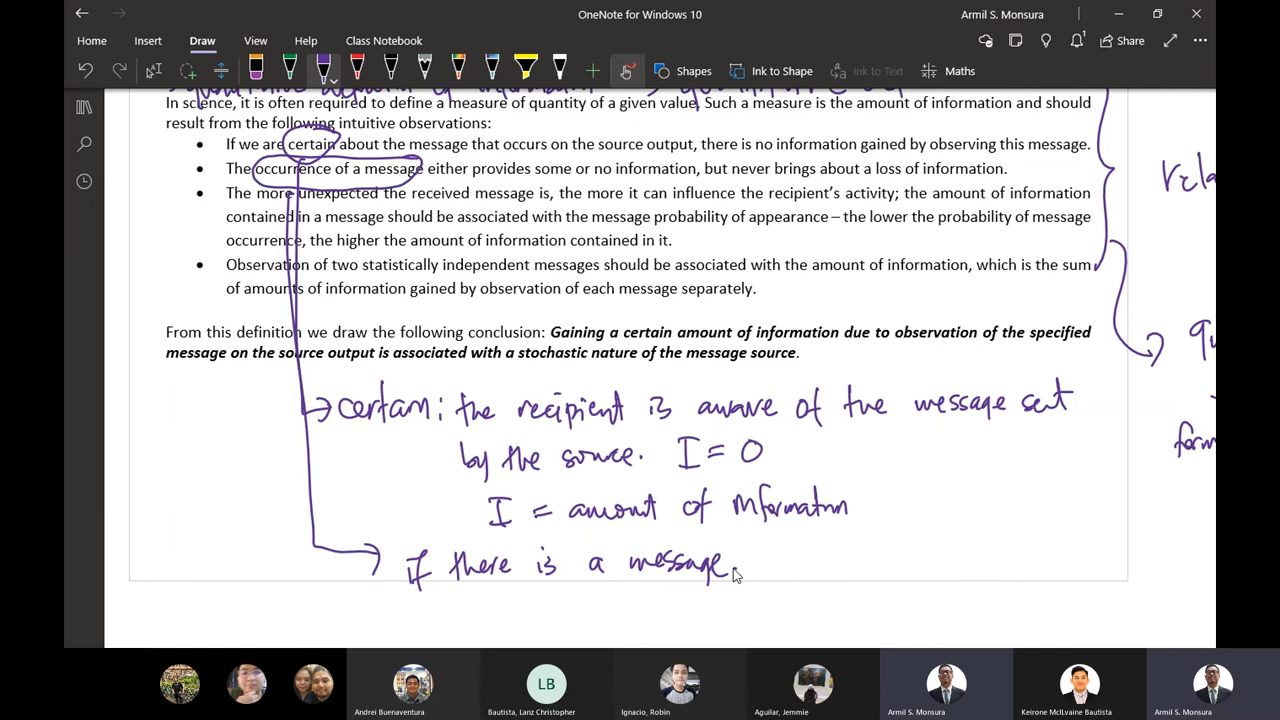 OneNote for Windows 10
Armil S. Monsura
Home Insert Draw View Help Class Notebook
Share
Shapes Ink to Shape Ink to Text Maths
In science, it is often required to define a measure of quantity of a given value. Such a measure is the amount of information and should
result from the following intuitive observations:
• If we are certain about the message that occurs on the source output, there is no information gained by observing this message.
• The occurrence of a message either provides some or no information, but never brings about a loss of information.
• The more unexpected the received message is, the more it can influence the recipient's activity; the amount of information
contained in a message should be associated with the message probability of appearance – the lower the probability of message
occurrence, the higher the amount of information contained in it.
• Observation of two statistically independent messages should be associated with the amount of information, which is the sum
of amounts of information gained by observation of each message separately.
From this definition we draw the following conclusion: Gaining a certain amount of information due to observation of the specified
message on the source output is associated with a stochastic nature of the message source.
certain: the recipient is aware of the message sent
by the source. I = 0
I = amount of information
if there is a message
LB
Andrei Buenaventura
Bautista, Lanz Christopher
Ignacio, Robin
Aguilar, Jemmie
Armil S. Monsura
Keirone McIlvaine Bautista
Armil S. Monsura